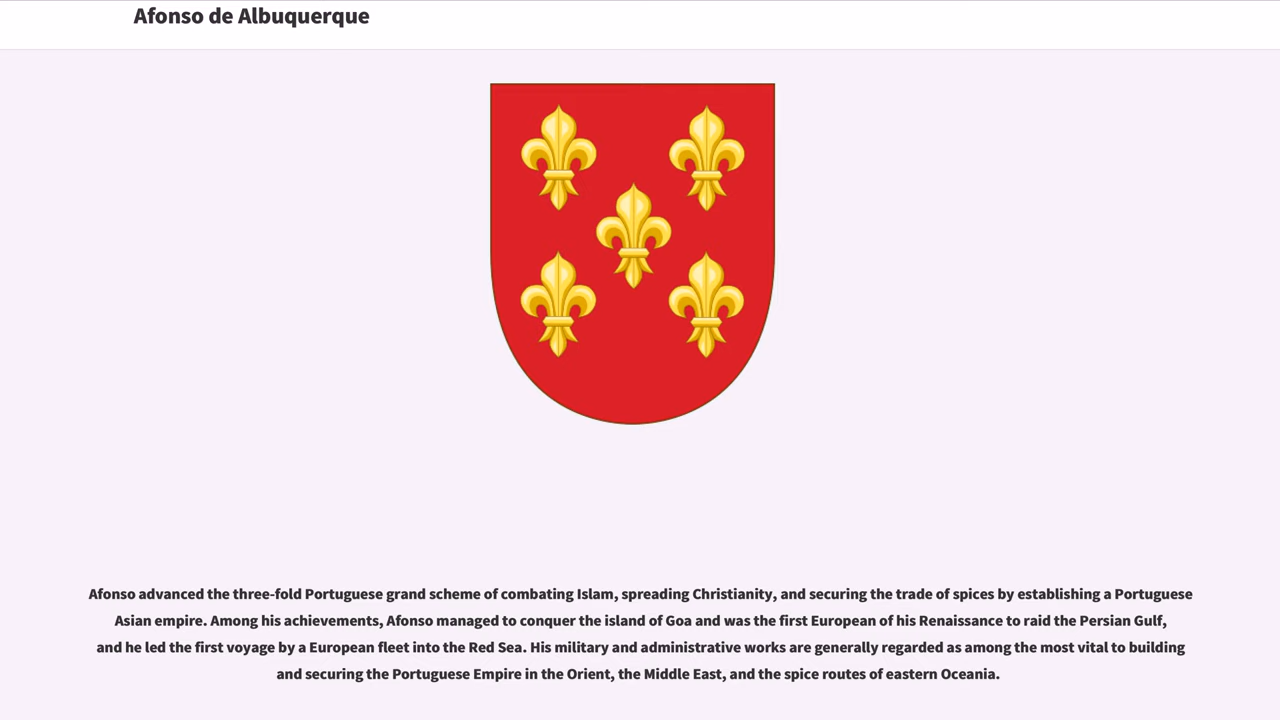 Afonso de Albuquerque
Afonso advanced the three-fold Portuguese grand scheme of combating Islam, spreading Christianity, and securing the trade of spices by establishing a Portuguese
Asian empire. Among his achievements, Afonso managed to conquer the island of Goa and was the first European of his Renaissance to raid the Persian Gulf,
and he led the first voyage by a European fleet into the Red Sea. His military and administrative works are generally regarded as among the most vital to building
and securing the Portuguese Empire in the Orient, the Middle East, and the spice routes of eastern Oceania.